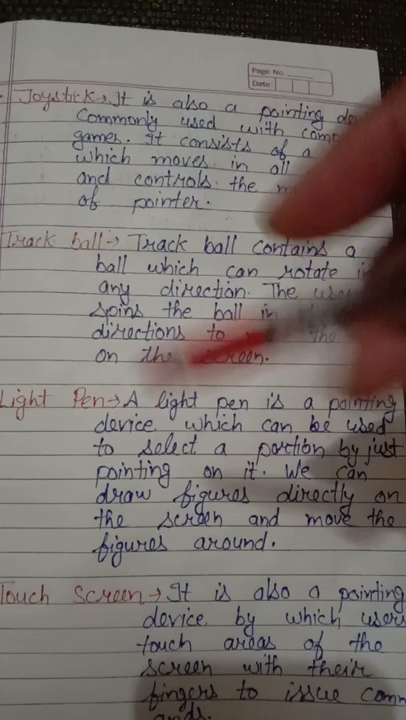 Page No.
Date
Joystick → It is also a pointing
commonly used with
games. It consists of a
which moves in all
and controls the
of pointer.
Track ball → Track ball contains a
ball which can rotate in
any direction. The
spins the ball in
directions to the
on the screen.
Light Pen → A light pen is a pointing
device which can be used
to select a portion by just
pointing on it. We can
draw figures directly on
the screen and move the
figures around.
Touch Screen → It is also a pointing
device by which users
touch areas of the
screen with their
fingers to issue comm
ands.